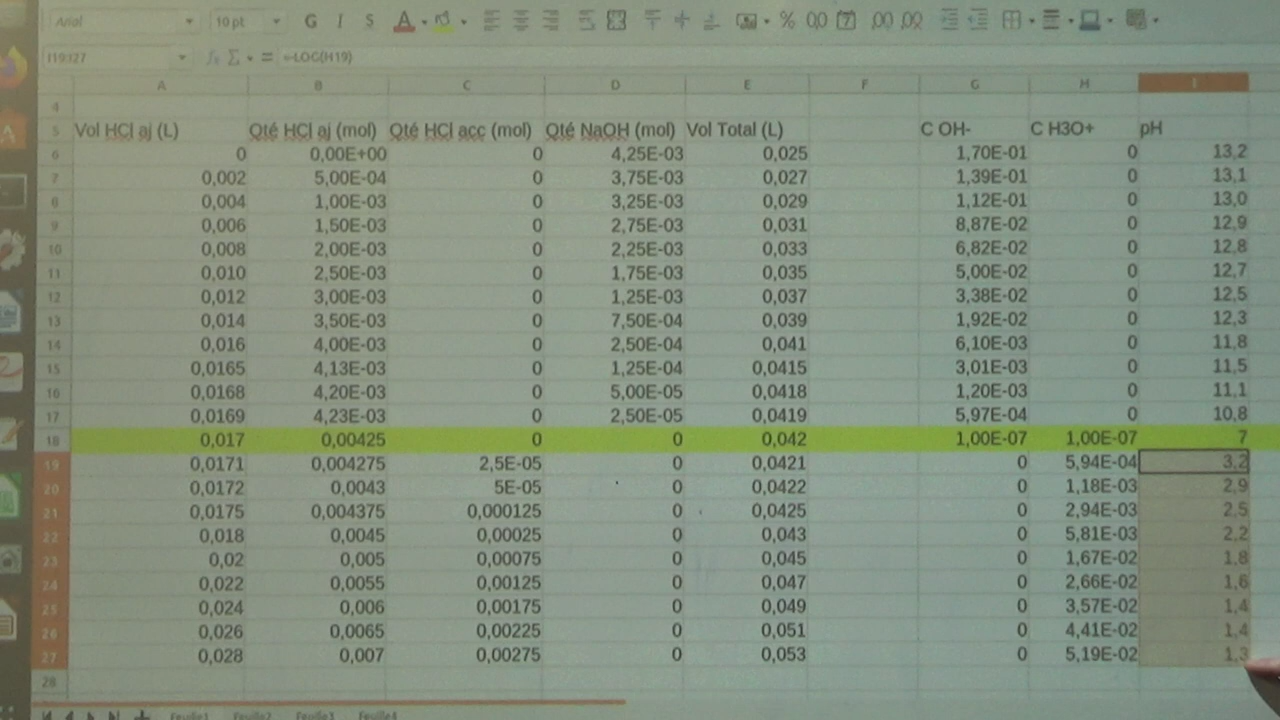 Arial 10 pt G I S A % 0,0 7 ,00 ,00
I19:I27 fx Σ = =-LOG(H19)
A B C D E F G H I
4
5 Vol HCl aj (L) Qté HCl aj (mol) Qté HCl acc (mol) Qté NaOH (mol) Vol Total (L) C OH- C H3O+ pH
6 0 0,00E+00 0 4,25E-03 0,025 1,70E-01 0 13,2
7 0,002 5,00E-04 0 3,75E-03 0,027 1,39E-01 0 13,1
8 0,004 1,00E-03 0 3,25E-03 0,029 1,12E-01 0 13,0
9 0,006 1,50E-03 0 2,75E-03 0,031 8,87E-02 0 12,9
10 0,008 2,00E-03 0 2,25E-03 0,033 6,82E-02 0 12,8
11 0,010 2,50E-03 0 1,75E-03 0,035 5,00E-02 0 12,7
12 0,012 3,00E-03 0 1,25E-03 0,037 3,38E-02 0 12,5
13 0,014 3,50E-03 0 7,50E-04 0,039 1,92E-02 0 12,3
14 0,016 4,00E-03 0 2,50E-04 0,041 6,10E-03 0 11,8
15 0,0165 4,13E-03 0 1,25E-04 0,0415 3,01E-03 0 11,5
16 0,0168 4,20E-03 0 5,00E-05 0,0418 1,20E-03 0 11,1
17 0,0169 4,23E-03 0 2,50E-05 0,0419 5,97E-04 0 10,8
18 0,017 0,00425 0 0 0,042 1,00E-07 1,00E-07 7
19 0,0171 0,004275 2,5E-05 0 0,0421 0 5,94E-04 3,2
20 0,0172 0,0043 5E-05 0 0,0422 0 1,18E-03 2,9
21 0,0175 0,004375 0,000125 0 0,0425 0 2,94E-03 2,5
22 0,018 0,0045 0,00025 0 0,043 0 5,81E-03 2,2
23 0,02 0,005 0,00075 0 0,045 0 1,67E-02 1,8
24 0,022 0,0055 0,00125 0 0,047 0 2,66E-02 1,6
25 0,024 0,006 0,00175 0 0,049 0 3,57E-02 1,4
26 0,026 0,0065 0,00225 0 0,051 0 4,41E-02 1,4
27 0,028 0,007 0,00275 0 0,053 0 5,19E-02 1,3
28
Feuille1 Feuille2 Feuille3 Feuille4